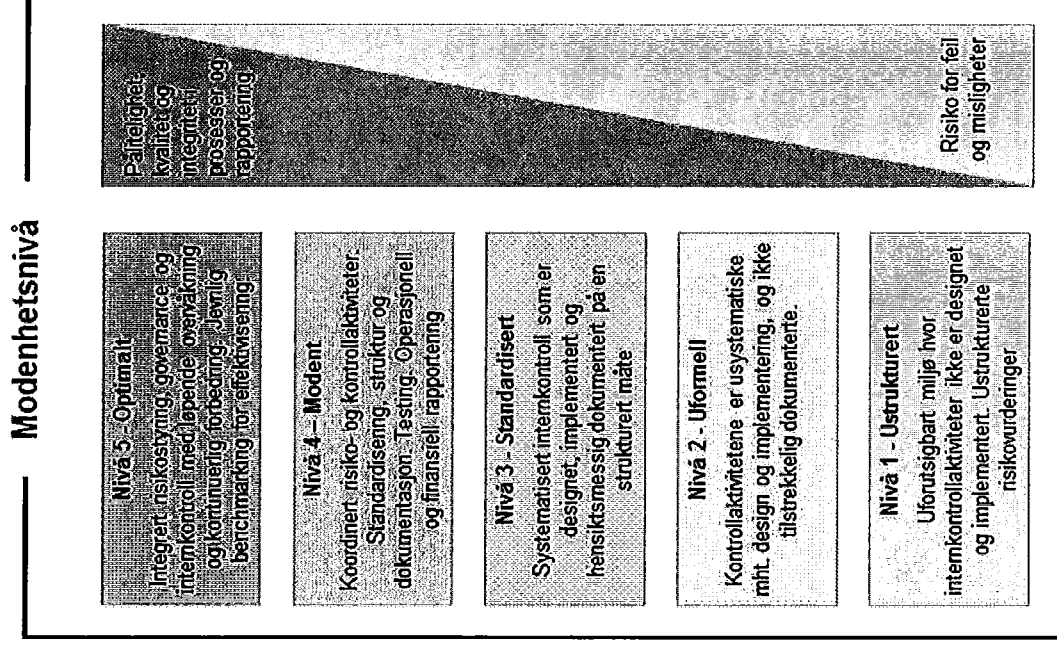 Modenhetsnivå
Nivå 5 - Optimalt
Integrert risikostyring, governance og
internkontroll med løpende overvåkning
og kontinuerlig forbedring. Jevnlig
benchmarking for effektivisering.
Nivå 4 – Modent
Koordinert risiko- og kontrollaktiviteter.
Standardisering, struktur og
dokumentasjon. Testing. Operasjonell
og finansiell rapportering
Nivå 3 - Standardisert
Systematisert internkontroll som er
designet, implementert og
hensiktsmessig dokumentert på en
strukturert måte
Nivå 2 - Uformell
Kontrollaktivitetene er usystematiske
mht. design og implementering, og ikke
tilstrekkelig dokumenterte.
Nivå 1 - Ustrukturert
Uforutsigbart miljø hvor
internkontrollaktiviteter ikke er designet
og implementert. Ustrukturerte
risikovurderinger
Pålitelighet,
kvalitet og
integritet i
prosesser og
rapportering
Risiko for feil
og misligheter